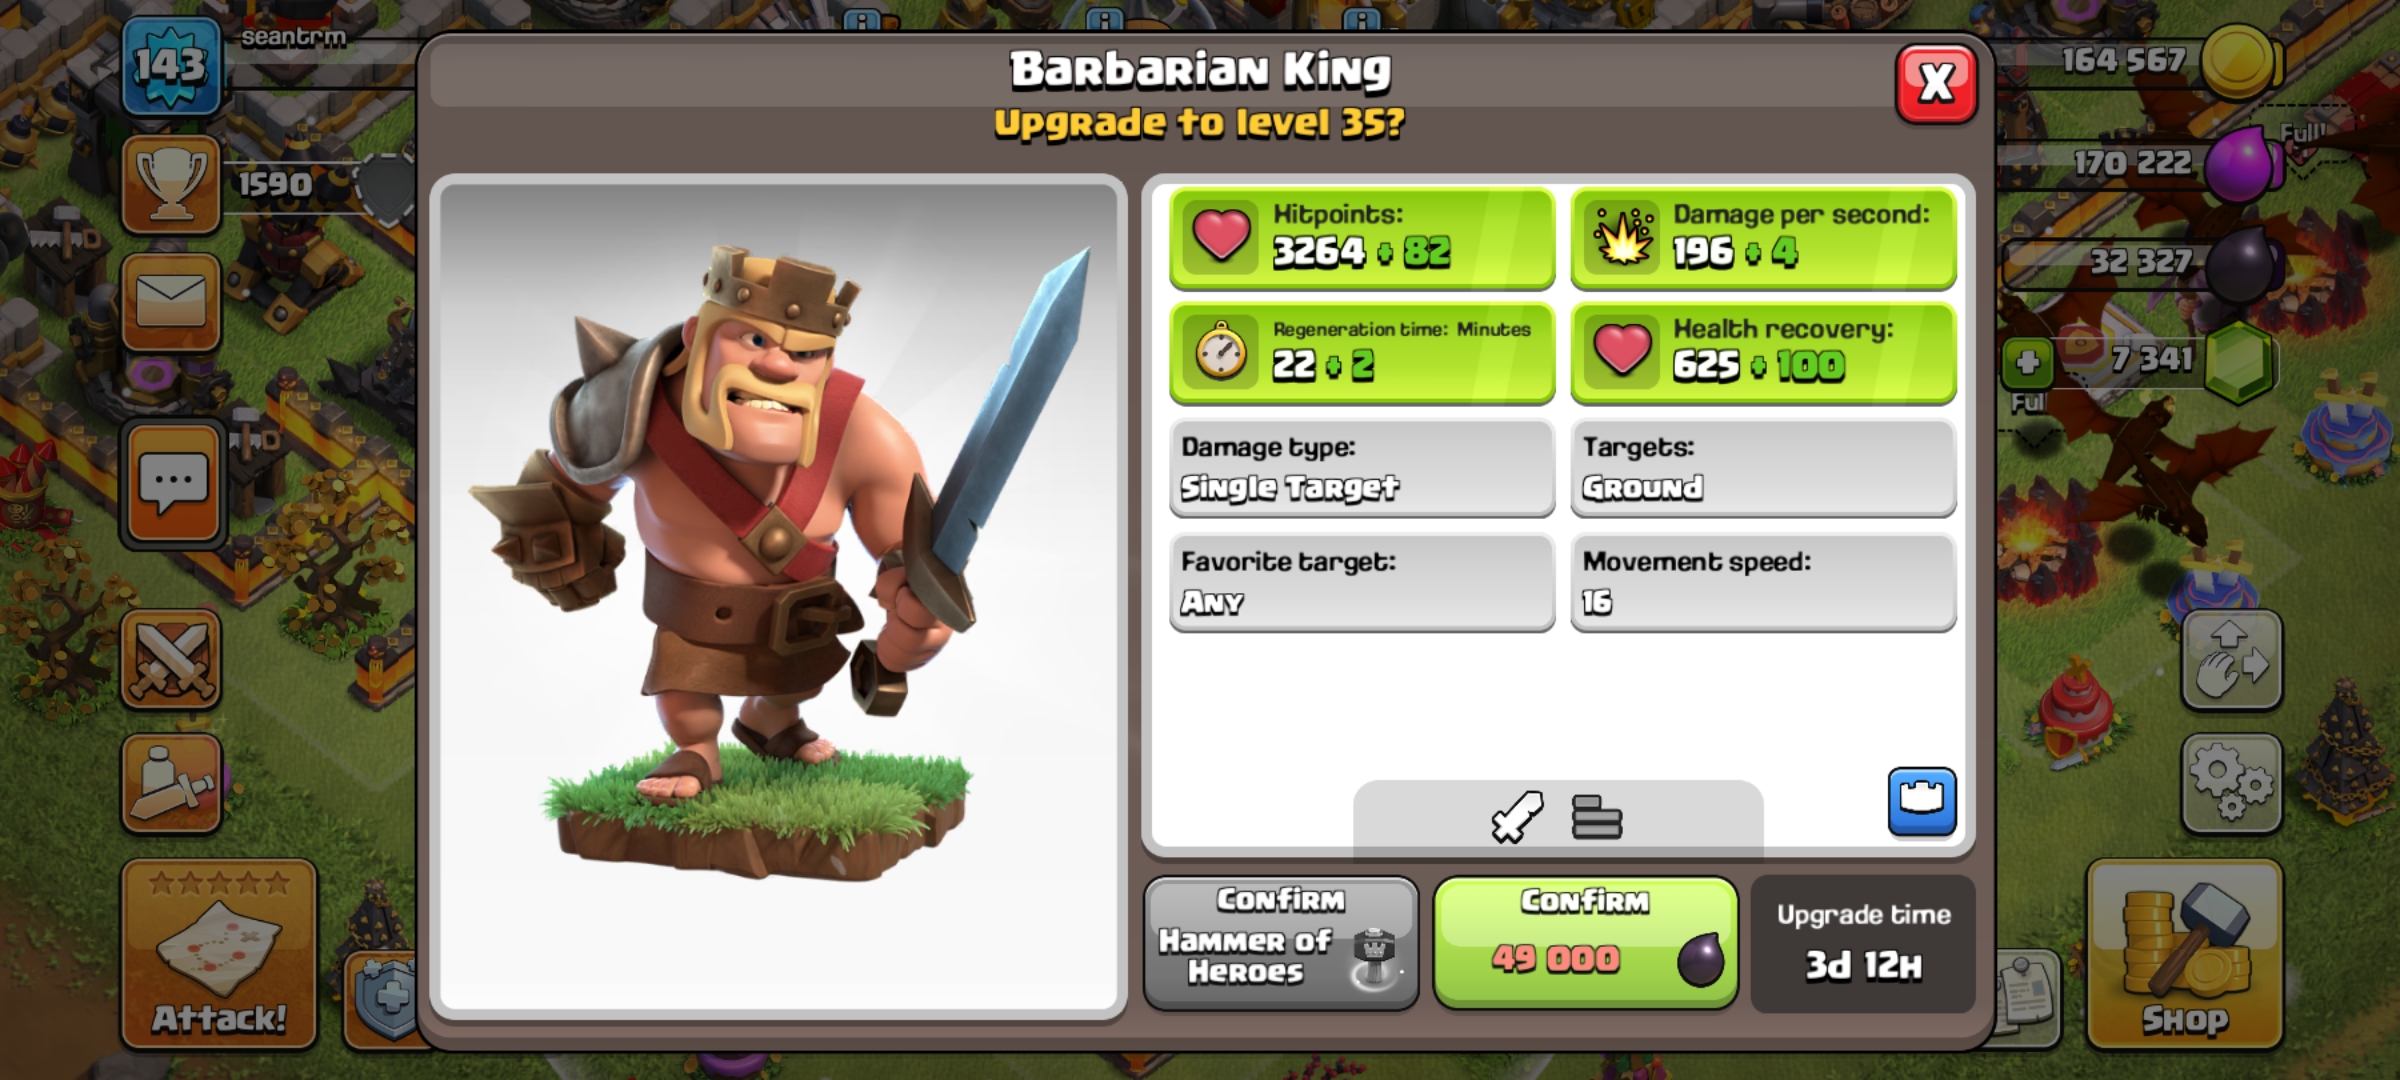 143
seantrm
1590
Barbarian King
Upgrade to level 35?
X
164 567
Full!
170 222
32 327
7 341
Full
Hitpoints:
3264 + 82
Damage per second:
196 + 4
Regeneration time: Minutes
22 + 2
Health recovery:
625 + 100
Damage type:
Single Target
Targets:
Ground
Favorite target:
Any
Movement speed:
16
Confirm
Hammer of
Heroes
Confirm
49 000
Upgrade time
3d 12h
Attack!
Shop